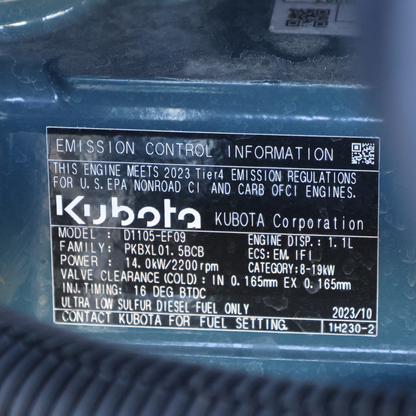 EMISSION CONTROL INFORMATION
THIS ENGINE MEETS 2023 Tier4 EMISSION REGULATIONS
FOR U.S.EPA NONROAD CI AND CARB OFCI ENGINES.
Kubota KUBOTA Corporation
MODEL : D1105-EF09 ENGINE DISP.: 1.1L
FAMILY: PKBXL01.5BCB ECS: EM, IFI
POWER : 14.0kW/2200rpm CATEGORY:8-19kW
VALVE CLEARANCE(COLD): IN 0.165mm EX 0.165mm
INJ.TIMING: 16 DEG BTDC
ULTRA LOW SULFUR DIESEL FUEL ONLY 2023/10
CONTACT KUBOTA FOR FUEL SETTING. 1H230-2